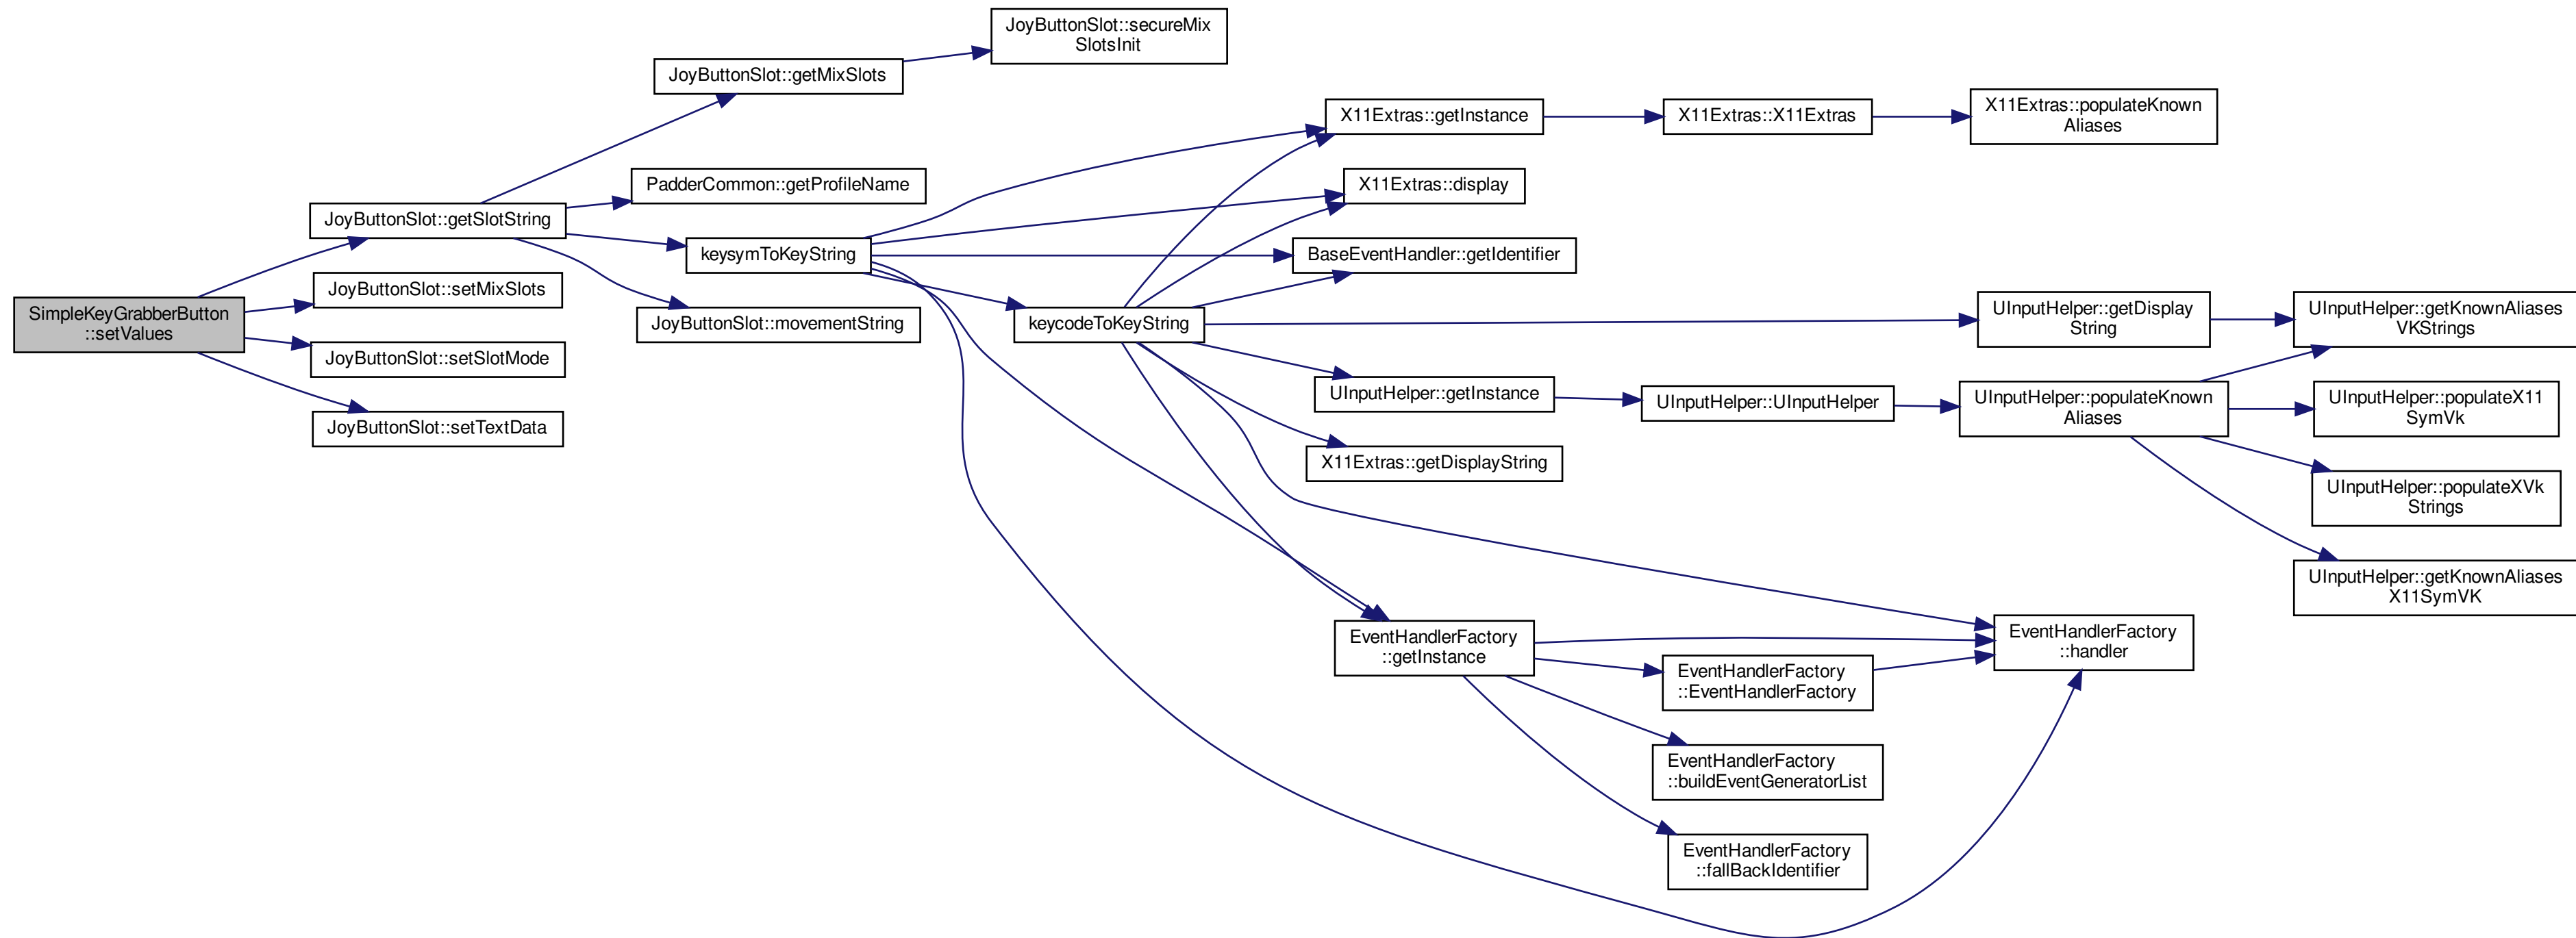 JoyButtonSlot::secureMix
SlotsInit
JoyButtonSlot::getMixSlots
X11Extras::getInstance
X11Extras::X11Extras
X11Extras::populateKnown
Aliases
PadderCommon::getProfileName
X11Extras::display
JoyButtonSlot::getSlotString
keysymToKeyString
BaseEventHandler::getIdentifier
JoyButtonSlot::setMixSlots
SimpleKeyGrabberButton
::setValues
JoyButtonSlot::movementString
keycodeToKeyString
UInputHelper::getDisplay
String
UInputHelper::getKnownAliases
VKStrings
JoyButtonSlot::setSlotMode
UInputHelper::getInstance
UInputHelper::UInputHelper
UInputHelper::populateKnown
Aliases
UInputHelper::populateX11
SymVk
JoyButtonSlot::setTextData
X11Extras::getDisplayString
UInputHelper::populateXVk
Strings
UInputHelper::getKnownAliases
X11SymVK
EventHandlerFactory
::getInstance
EventHandlerFactory
::handler
EventHandlerFactory
::EventHandlerFactory
EventHandlerFactory
::buildEventGeneratorList
EventHandlerFactory
::fallBackIdentifier